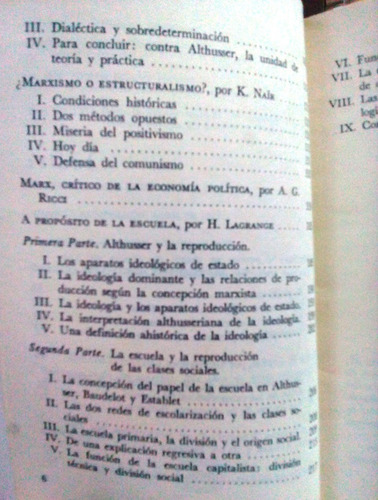 III. Dialéctica y sobredeterminación
IV. Para concluir: contra Althusser, la unidad de
teoría y práctica
¿MARXISMO O ESTRUCTURALISMO?, por K. NAÏR
I. Condiciones históricas
II. Dos métodos opuestos
III. Miseria del positivismo
IV. Hoy día
V. Defensa del comunismo
MARX, CRÍTICO DE LA ECONOMÍA POLÍTICA, por A. G.
RICCI
A PROPÓSITO DE LA ESCUELA, por H. LAGRANGE
Primera Parte. Althusser y la reproducción.
I. Los aparatos ideológicos de estado
II. La ideología dominante y las relaciones de pro-
ducción según la concepción marxista
III. La ideología y los aparatos ideológicos de estado.
IV. La interpretación althusseriana de la ideología.
V. Una definición ahistórica de la ideología
Segunda Parte. La escuela y la reproducción
de las clases sociales.
I. La concepción del papel de la escuela en Althus-
ser, Baudelot y Establet
II. Las dos redes de escolarización y las clases so-
ciales
III. La escuela primaria, la división y el origen social
IV. De una explicación regresiva a otra
V. La función de la escuela capitalista: división
técnica y división social
6
VI.
VII. La
de
VIII. Las
IX.